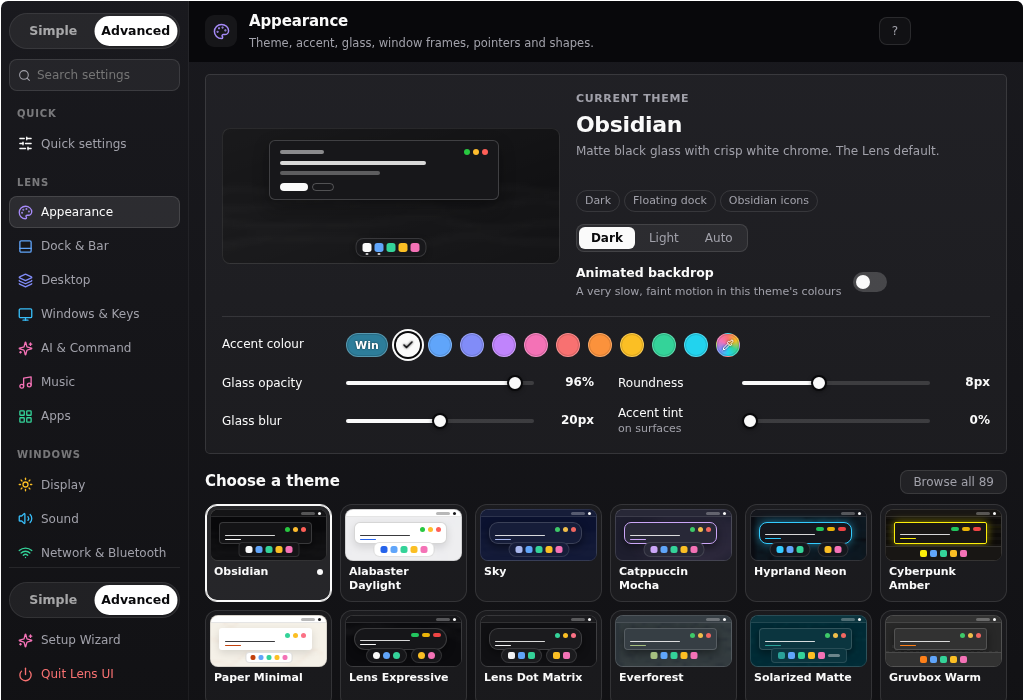 Simple
Advanced
Search settings
QUICK
Quick settings
LENS
Appearance
Dock & Bar
Desktop
Windows & Keys
AI & Command
Music
Apps
WINDOWS
Display
Sound
Network & Bluetooth
Simple
Advanced
Setup Wizard
Quit Lens UI
Appearance
Theme, accent, glass, window frames, pointers and shapes.
?
CURRENT THEME
Obsidian
Matte black glass with crisp white chrome. The Lens default.
Dark
Floating dock
Obsidian icons
Dark
Light
Auto
Animated backdrop
A very slow, faint motion in this theme's colours
Accent colour
Win
Glass opacity
96%
Roundness
8px
Glass blur
20px
Accent tint
on surfaces
0%
Choose a theme
Browse all 89
Obsidian
Alabaster
Daylight
Sky
Catppuccin
Mocha
Hyprland Neon
Cyberpunk
Amber
Paper Minimal
Lens Expressive
Lens Dot Matrix
Everforest
Solarized Matte
Gruvbox Warm